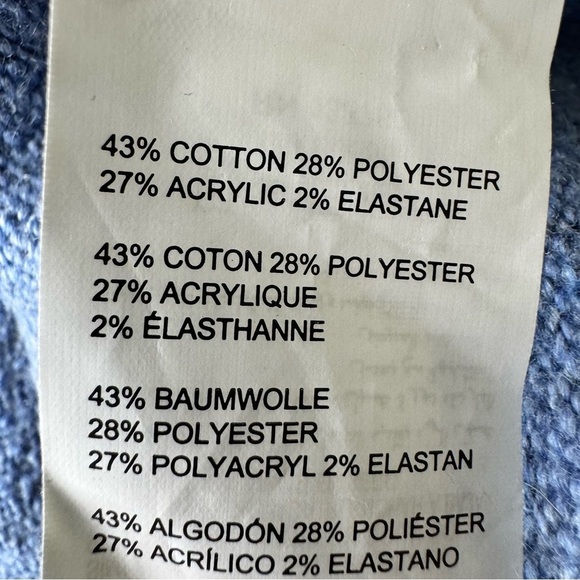 43% COTTON 28% POLYESTER
27% ACRYLIC 2% ELASTANE
43% COTON 28% POLYESTER
27% ACRYLIQUE
2% ÉLASTHANNE
43% BAUMWOLLE
28% POLYESTER
27% POLYACRYL 2% ELASTAN
43% ALGODÓN 28% POLIÉSTER
27% ACRÍLICO 2% ELASTANO